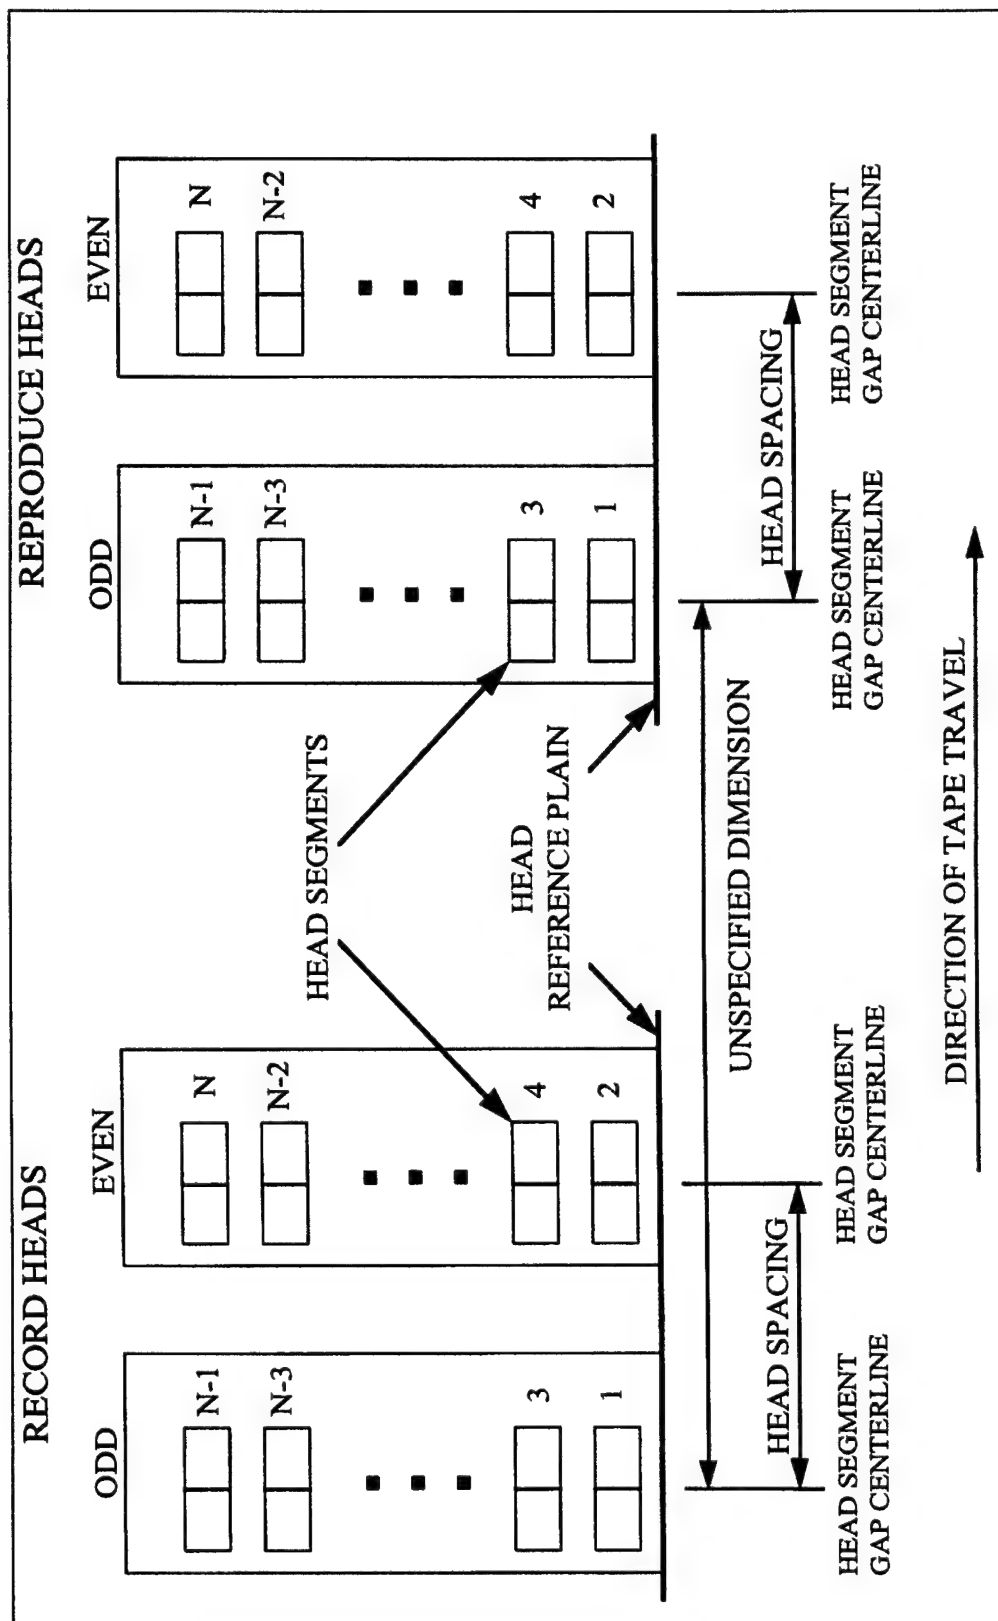 RECORD HEADS
REPRODUCE HEADS
ODD
EVEN
ODD
EVEN
N-1
N
N-1
N
N-3
N-2
N-3
N-2
HEAD SEGMENTS
3
4
3
4
1
2
1
2
HEAD
REFERENCE PLAIN
UNSPECIFIED DIMENSION
HEAD SPACING
HEAD SPACING
HEAD SEGMENT
GAP CENTERLINE
HEAD SEGMENT
GAP CENTERLINE
HEAD SEGMENT
GAP CENTERLINE
HEAD SEGMENT
GAP CENTERLINE
DIRECTION OF TAPE TRAVEL